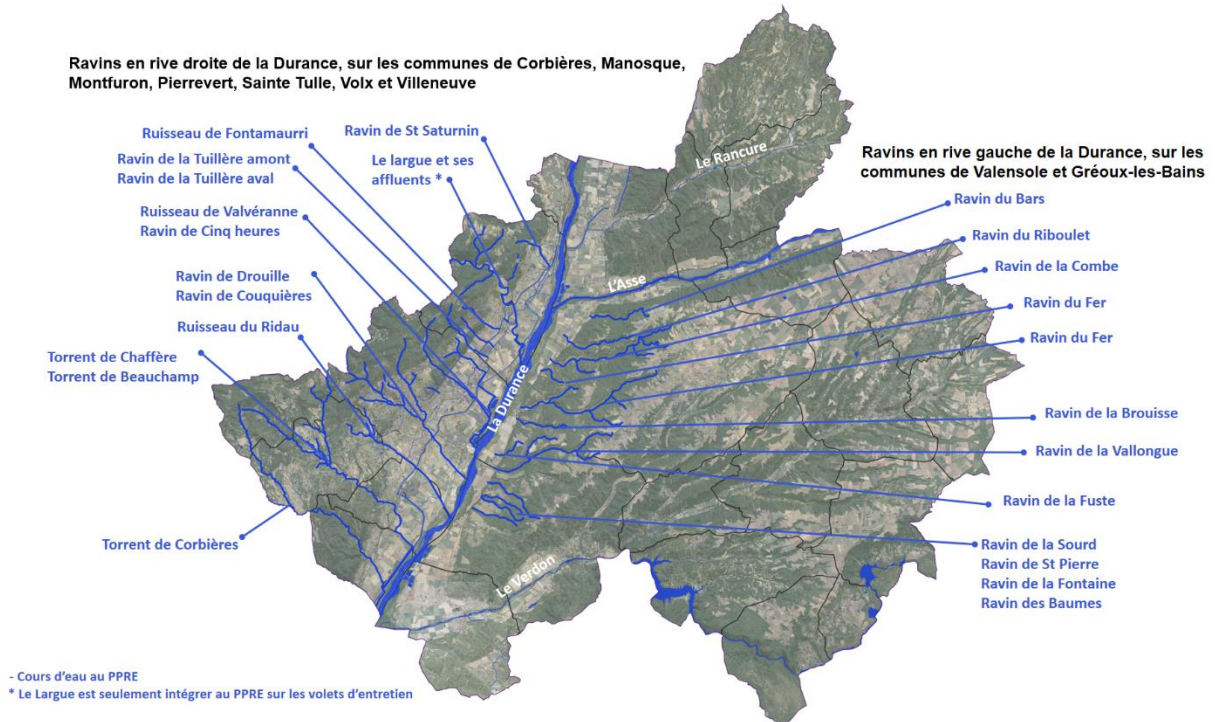 Ravins en rive droite de la Durance, sur les communes de Corbières, Manosque,
Montfuron, Pierrevert, Sainte Tulle, Volx et Villeneuve
Ruisseau de Fontamaurri
Ravin de la Tuillère amont
Ravin de la Tuillère aval
Ruisseau de Valvéranne
Ravin de Cinq heures
Ravin de Drouille
Ravin de Couquières
Ruisseau du Ridau
Torrent de Chaffère
Torrent de Beauchamp
Torrent de Corbières
Ravin de St Saturnin
Le largue et ses
affluents *
Le Rancure
L'Asse
La Durance
Le Verdon
Ravins en rive gauche de la Durance, sur les
communes de Valensole et Gréoux-les-Bains
Ravin du Bars
Ravin du Riboulet
Ravin de la Combe
Ravin du Fer
Ravin du Fer
Ravin de la Brouisse
Ravin de la Vallongue
Ravin de la Fuste
Ravin de la Sourd
Ravin de St Pierre
Ravin de la Fontaine
Ravin des Baumes
- Cours d'eau au PPRE
* Le Largue est seulement intégrer au PPRE sur les volets d'entretien